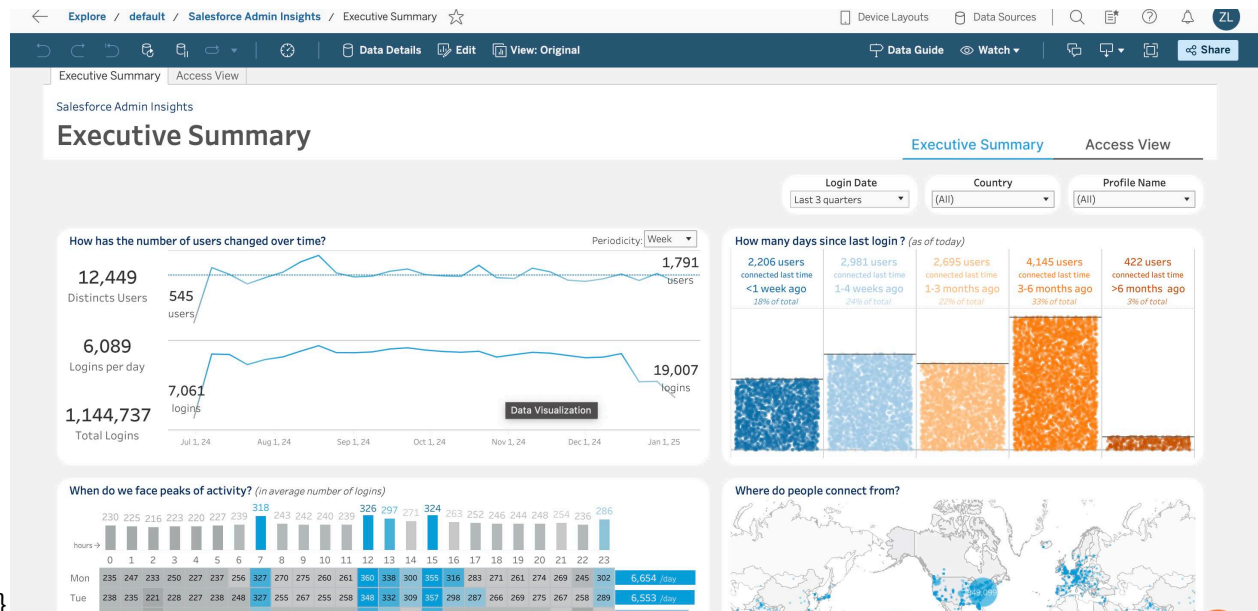 Explore / default / Salesforce Admin Insights / Executive Summary
Device Layouts
Data Sources
ZL
Data Details
Edit
View: Original
Data Guide
Watch
Share
Executive Summary
Access View
Salesforce Admin Insights
Executive Summary
Executive Summary
Access View
Login Date
Last 3 quarters
Country
(All)
Profile Name
(All)
How has the number of users changed over time?
Periodicity: Week
12,449
Distincts Users
545
users
1,791
users
6,089
Logins per day
7,061
logins
19,007
logins
1,144,737
Total Logins
Data Visualization
Jul 1, 24 Aug 1, 24 Sep 1, 24 Oct 1, 24 Nov 1, 24 Dec 1, 24 Jan 1, 25
How many days since last login ? (as of today)
2,206 users
connected last time
<1 week ago
18% of total
2,981 users
connected last time
1-4 weeks ago
24% of total
2,695 users
connected last time
1-3 months ago
22% of total
4,145 users
connected last time
3-6 months ago
33% of total
422 users
connected last time
>6 months ago
3% of total
When do we face peaks of activity? (in average number of logins)
230 225 216 223 220 227 239 318 243 242 240 239 326 297 271 324 263 252 246 244 248 254 236 286
hours→
0 1 2 3 4 5 6 7 8 9 10 11 12 13 14 15 16 17 18 19 20 21 22 23
Mon 235 247 233 250 227 237 256 327 270 275 260 261 360 338 300 355 316 283 271 261 274 269 245 302 6,654 /day
Tue 238 235 221 228 227 238 248 327 255 267 255 258 348 332 309 357 298 287 266 269 275 267 258 289 6,553 /day
Where do people connect from?
}